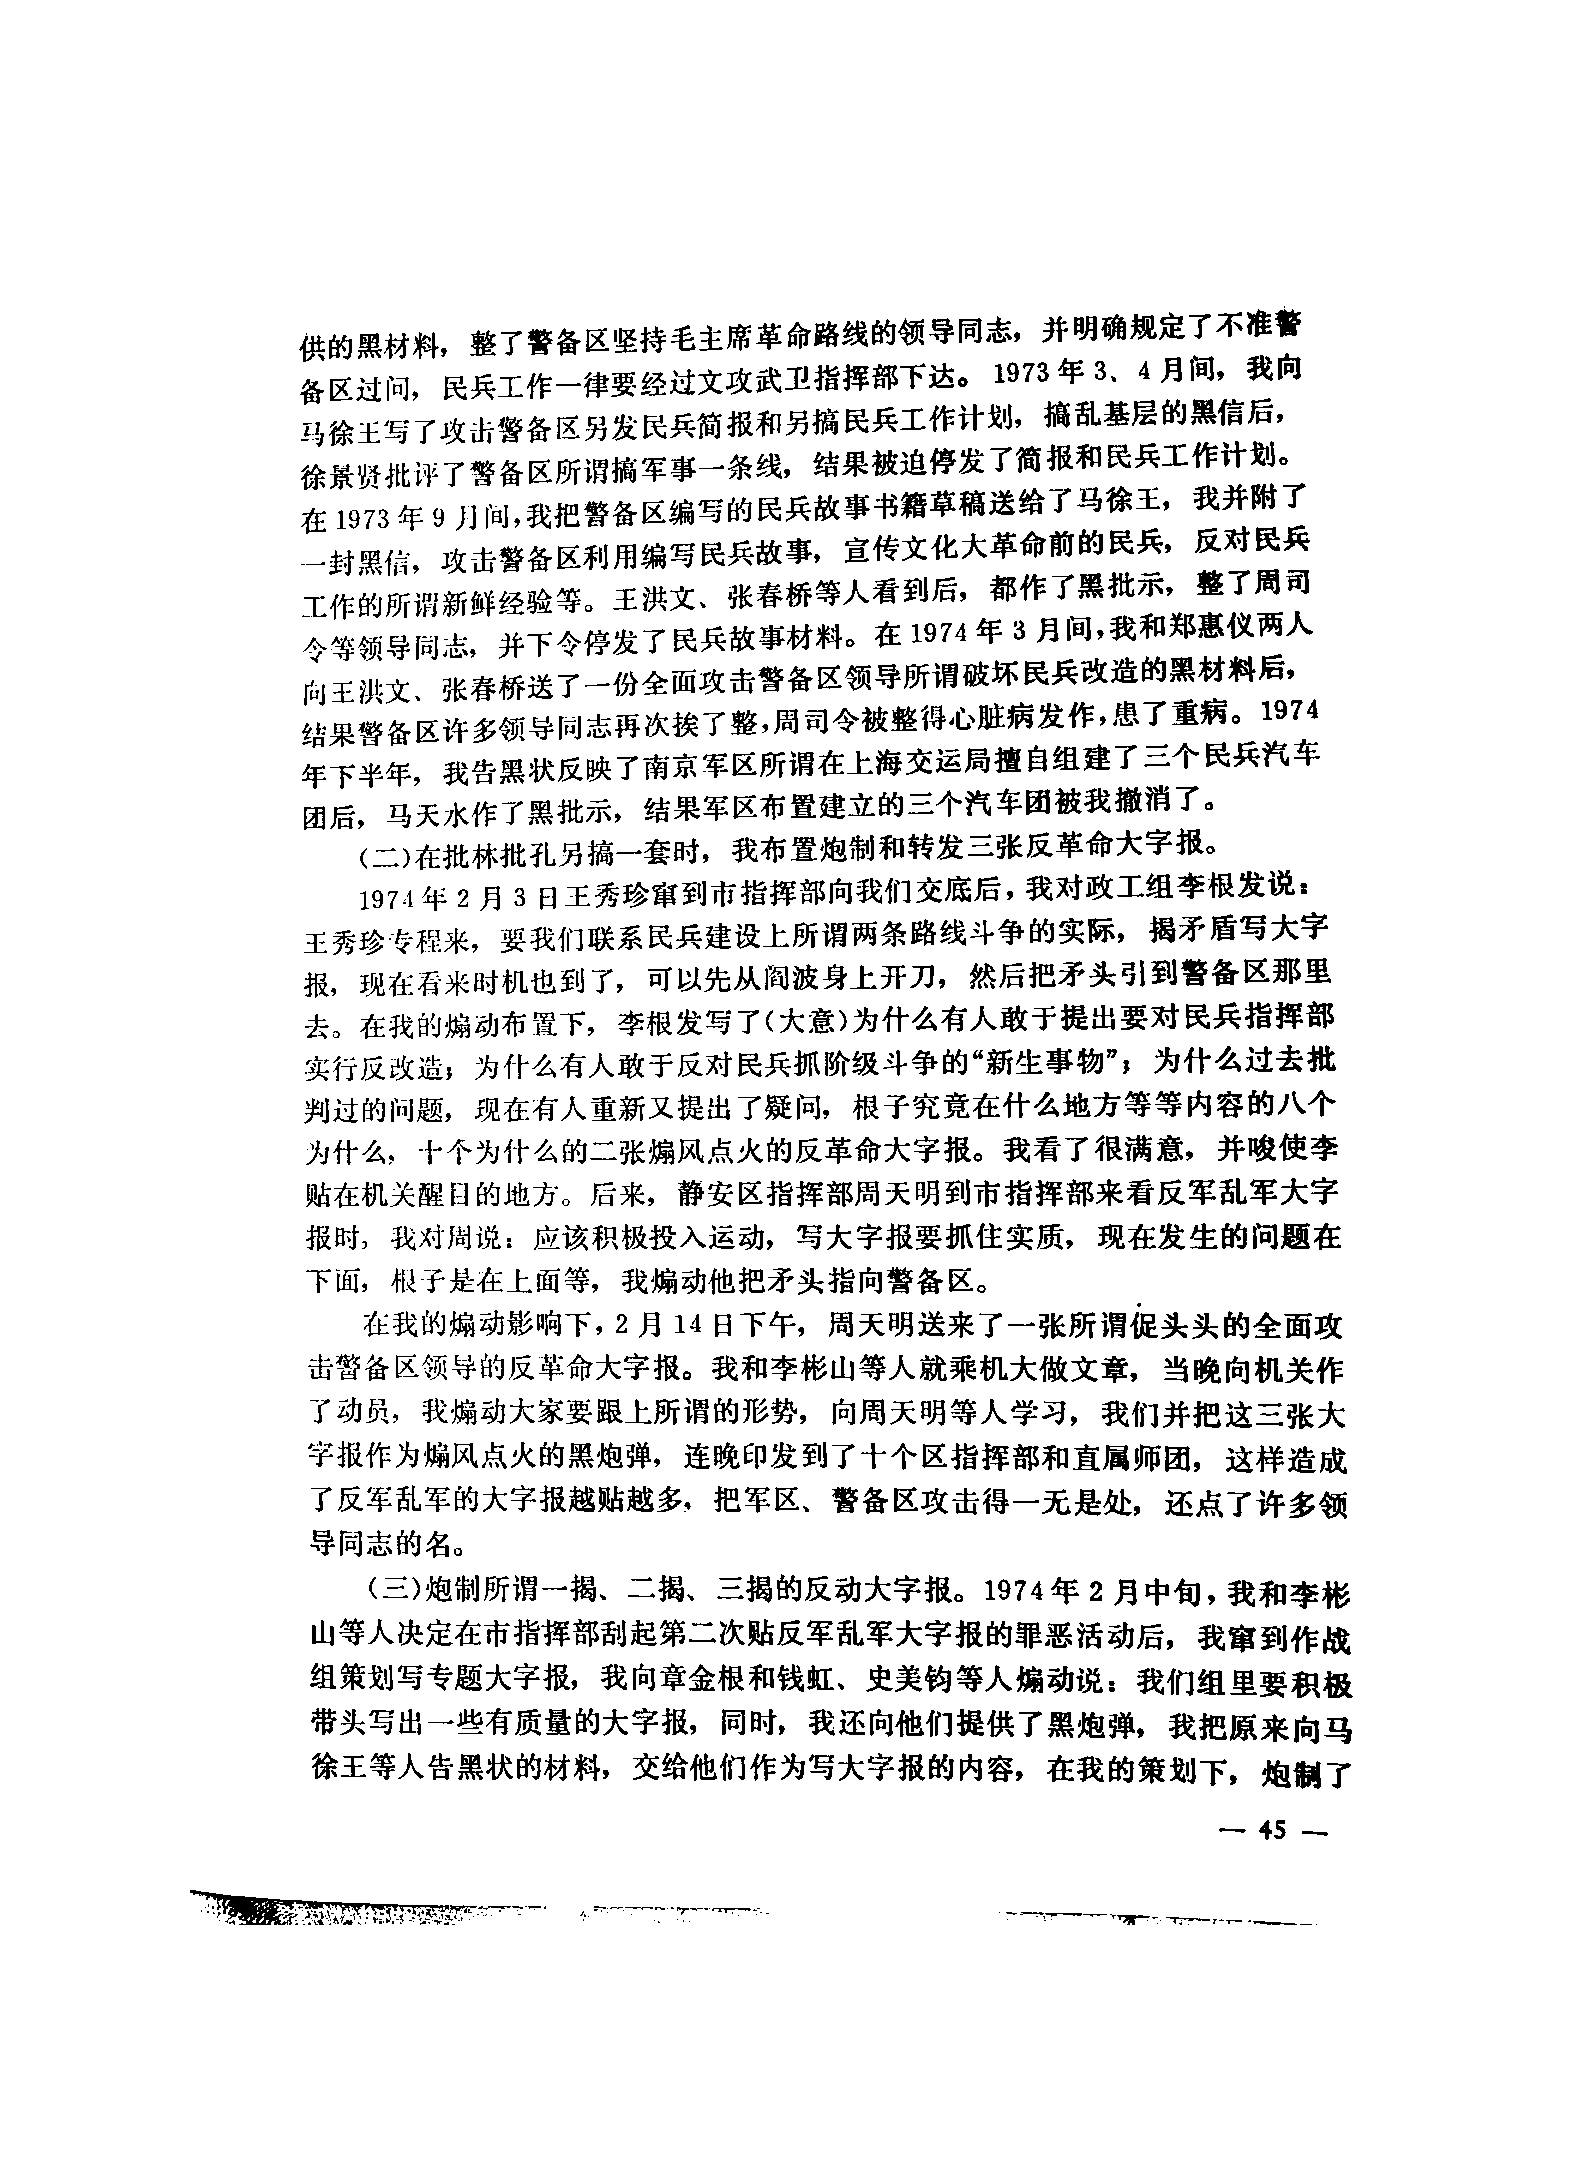 供的黑材料，整了警备区坚持毛主席革命路线的领导同志，并明确规定了不准警
备区过问，民兵工作一律要经过文攻武卫指挥部下达。1973年3、4月间，我向
马徐王写了攻击警备区另发民兵简报和另搞民兵工作计划，搞乱基层的黑信后，
徐景贤批评了警备区所谓搞军事一条线，结果被迫停发了简报和民兵工作计划。
在1973年9月间，我把警备区编写的民兵故事书籍草稿送给了马徐王，我并附了
一封黑信，攻击警备区利用编写民兵故事，宣传文化大革命前的民兵，反对民兵
工作的所谓新鲜经验等。王洪文、张春桥等人看到后，都作了黑批示，整了周司
令等领导同志，并下令停发了民兵故事材料。在1974年3月间，我和郑惠仪两人
向王洪文、张春桥送了一份全面攻击警备区领导所谓破坏民兵改造的黑材料后，
结果警备区许多领导同志再次挨了整，周司令被整得心脏病发作，患了重病。1974
年下半年，我告黑状反映了南京军区所谓在上海交运局擅自组建了三个民兵汽车
团后，马天水作了黑批示，结果军区布置建立的三个汽车团被我撤消了。
（二）在批林批孔另搞一套时，我布置炮制和转发三张反革命大字报。
1974年2月3日王秀珍窜到市指挥部向我们交底后，我对政工组李根发说：
王秀珍专程来，要我们联系民兵建设上所谓两条路线斗争的实际，揭矛盾写大字
报，现在看来时机也到了，可以先从阎波身上开刀，然后把矛头引到警备区那里
去。在我的煽动布置下，李根发写了（大意）为什么有人敢于提出要对民兵指挥部
实行反改造；为什么有人敢于反对民兵抓阶级斗争的“新生事物”；为什么过去批
判过的问题，现在有人重新又提出了疑问，根子究竟在什么地方等等内容的八个
为什么，十个为什么的二张煽风点火的反革命大字报。我看了很满意，并唆使李
贴在机关醒目的地方。后来，静安区指挥部周天明到市指挥部来看反军乱军大字
报时，我对周说：应该积极投入运动，写大字报要抓住实质，现在发生的问题在
下面，根子是在上面等，我煽动他把矛头指向警备区。
在我的煽动影响下，2月14日下午，周天明送来了一张所谓促头头的全面攻
击警备区领导的反革命大字报。我和李彬山等人就乘机大做文章，当晚向机关作
了动员，我煽动大家要跟上所谓的形势，向周天明等人学习，我们并把这三张大
字报作为煽风点火的黑炮弹，连晚印发到了十个区指挥部和直属师团，这样造成
了反军乱军的大字报越贴越多，把军区、警备区攻击得一无是处，还点了许多领
导同志的名。
（三）炮制所谓一揭、二揭、三揭的反动大字报。1974年2月中旬，我和李彬
山等人决定在市指挥部刮起第二次贴反军乱军大字报的罪恶活动后，我窜到作战
组策划写专题大字报，我向章金根和钱虹、史美钧等人煽动说：我们组里要积极
带头写出一些有质量的大字报，同时，我还向他们提供了黑炮弹，我把原来向马
徐王等人告黑状的材料，交给他们作为写大字报的内容，在我的策划下，炮制了
— 45 —